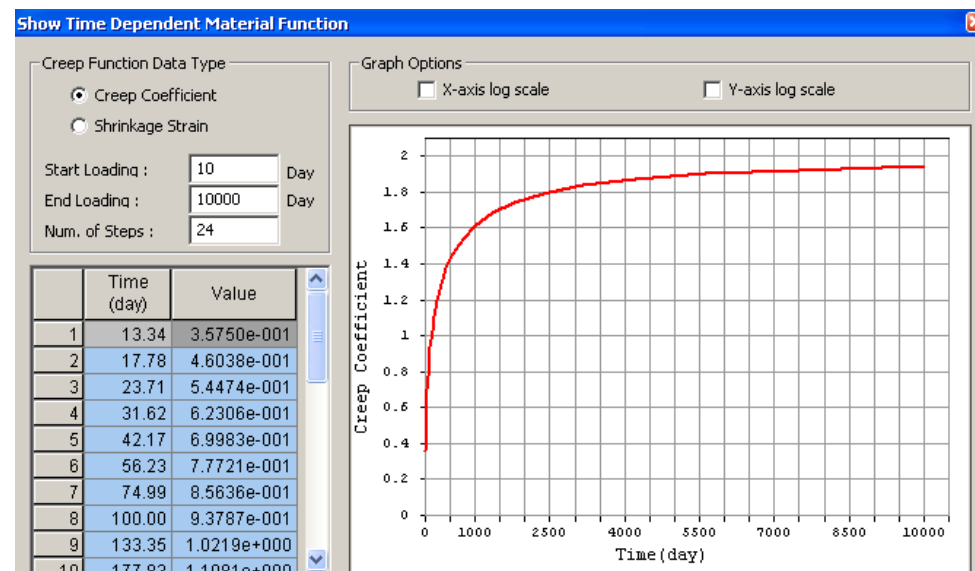 Show Time Dependent Material Function
Creep Function Data Type
Creep Coefficient
Shrinkage Strain
Start Loading : 10 Day
End Loading : 10000 Day
Num. of Steps : 24
Time (day) Value
1 13.34 3.5750e-001
2 17.78 4.6038e-001
3 23.71 5.4474e-001
4 31.62 6.2306e-001
5 42.17 6.9983e-001
6 56.23 7.7721e-001
7 74.99 8.5636e-001
8 100.00 9.3787e-001
9 133.35 1.0219e+000
10 177.83 1.1081e+000
Graph Options
X-axis log scale Y-axis log scale
Creep Coefficient
2
1.8
1.6
1.4
1.2
1
0.8
0.6
0.4
0.2
0
0 1000 2500 4000 5500 7000 8500 10000
Time(day)